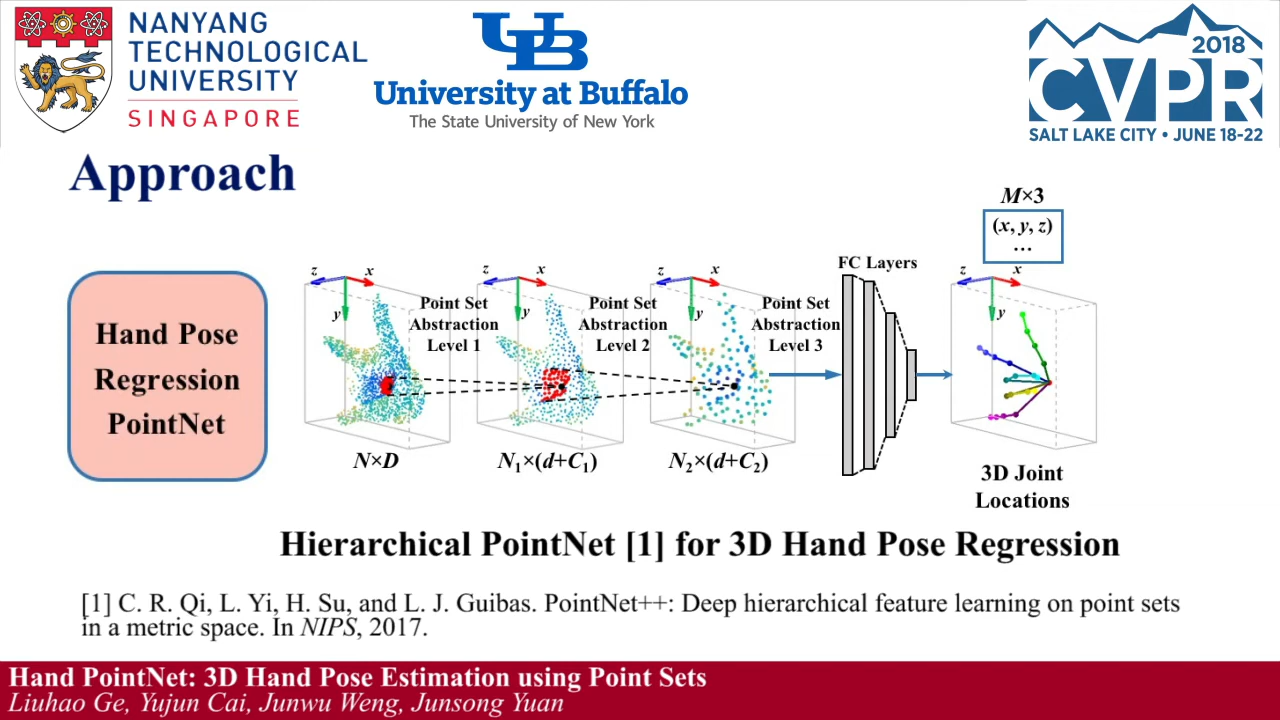 NANYANG
TECHNOLOGICAL
UNIVERSITY
SINGAPORE
UB
University at Buffalo
The State University of New York
2018
CVPR
SALT LAKE CITY • JUNE 18-22
Approach
Hand Pose
Regression
PointNet
z x
y
Point Set
Abstraction
Level 1
N×D
z x
y
Point Set
Abstraction
Level 2
N₁×(d+C₁)
z x
y
Point Set
Abstraction
Level 3
N₂×(d+C₂)
FC Layers
M×3
(x, y, z)
...
z x
y
3D Joint
Locations
Hierarchical PointNet [1] for 3D Hand Pose Regression
[1] C. R. Qi, L. Yi, H. Su, and L. J. Guibas. PointNet++: Deep hierarchical feature learning on point sets
in a metric space. In NIPS, 2017.
Hand PointNet: 3D Hand Pose Estimation using Point Sets
Liuhao Ge, Yujun Cai, Junwu Weng, Junsong Yuan